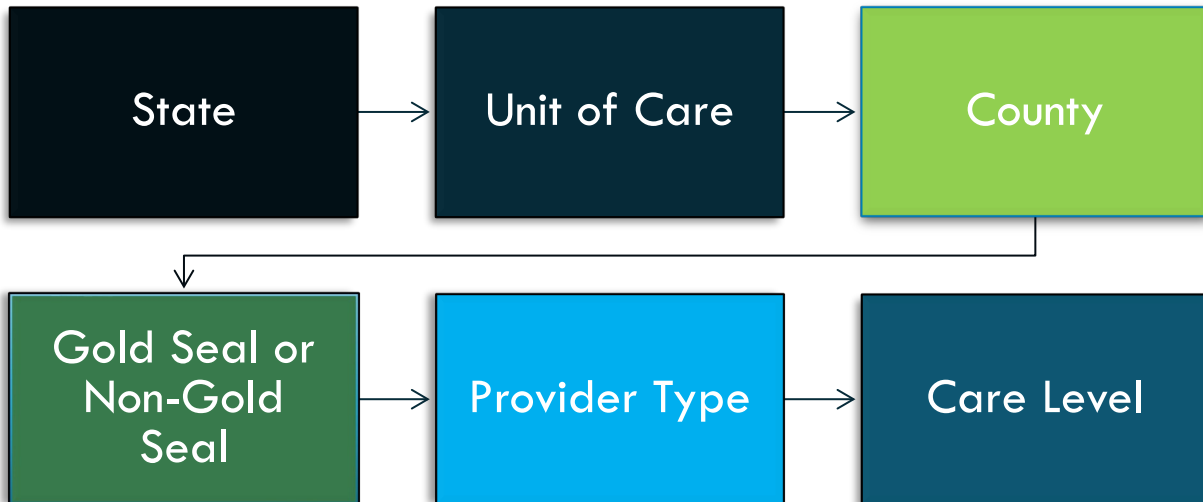 State
Unit of Care
County
Gold Seal or
Non-Gold
Seal
Provider Type
Care Level